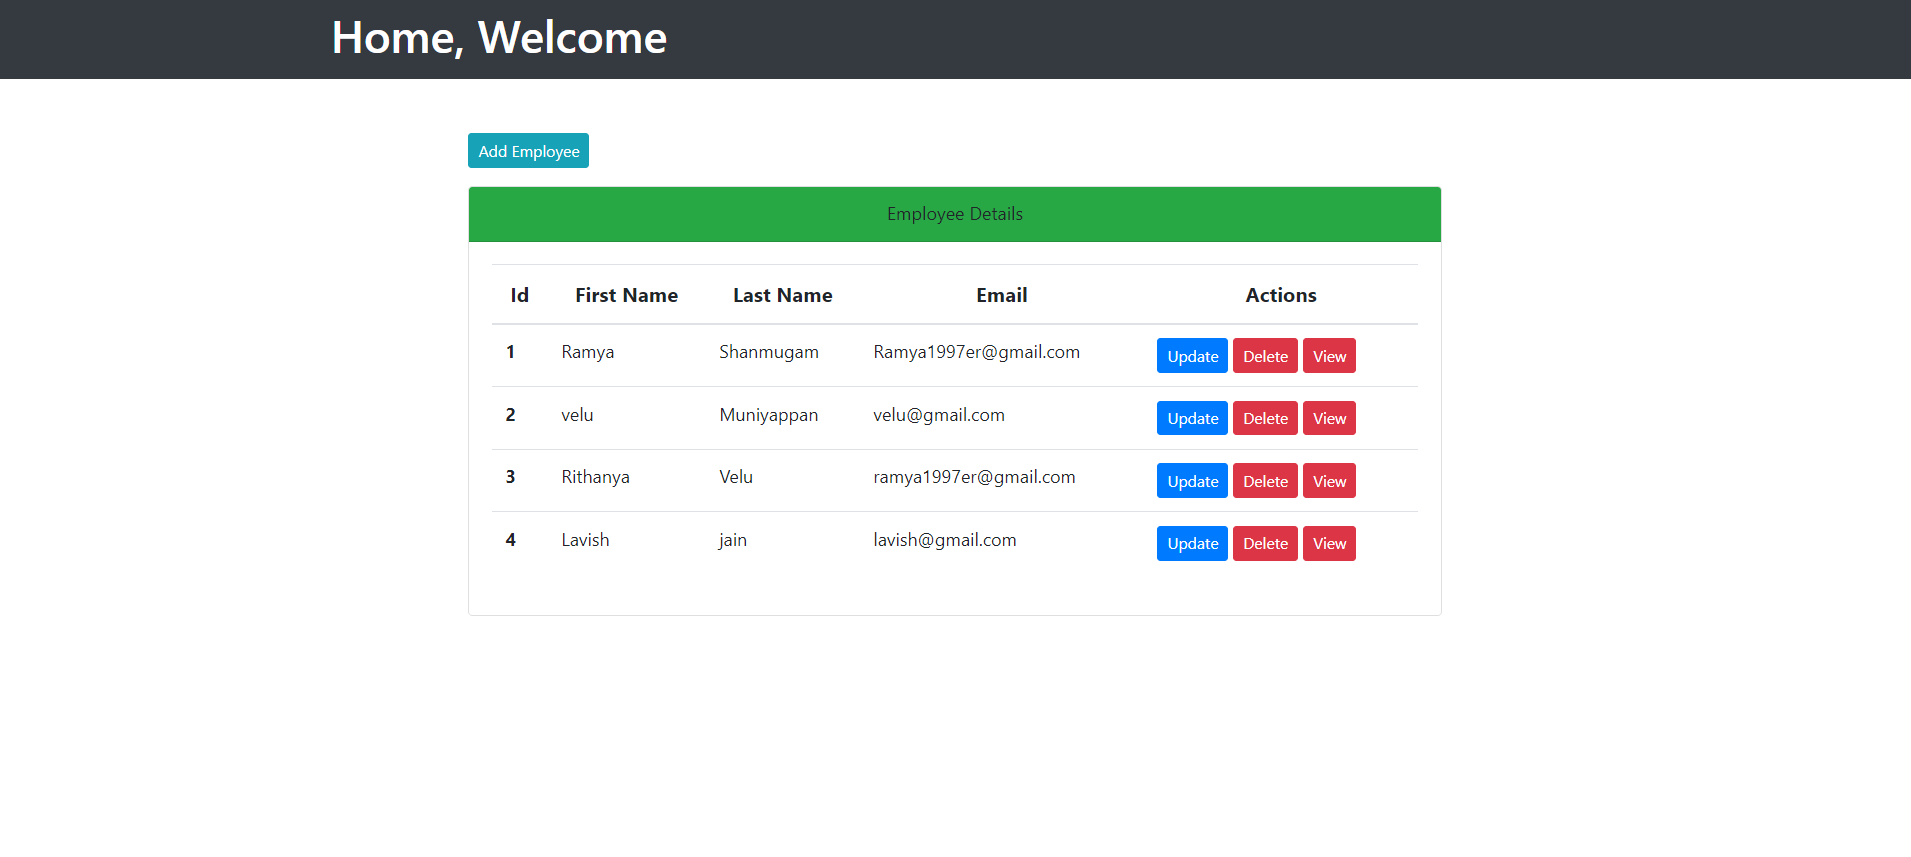 Home, Welcome
Add Employee
Employee Details
Id First Name Last Name Email Actions
1 Ramya Shanmugam Ramya1997er@gmail.com Update Delete View
2 velu Muniyappan velu@gmail.com Update Delete View
3 Rithanya Velu ramya1997er@gmail.com Update Delete View
4 Lavish jain lavish@gmail.com Update Delete View